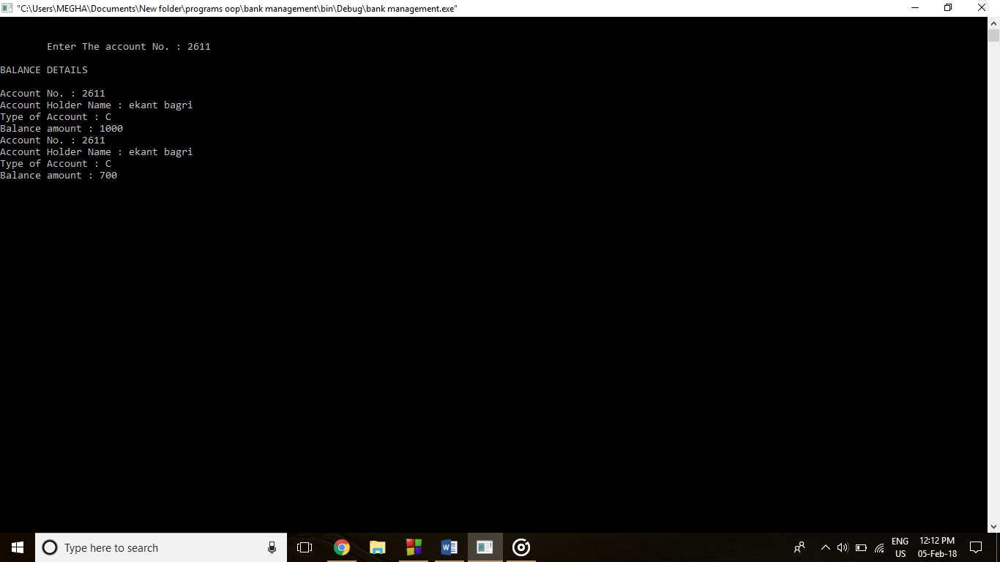 "C:\Users\MEGHA\Documents\New folder\programs oop\bank management\bin\Debug\bank management.exe"
Enter The account No. : 2611
BALANCE DETAILS
Account No. : 2611
Account Holder Name : ekant bagri
Type of Account : C
Balance amount : 1000
Account No. : 2611
Account Holder Name : ekant bagri
Type of Account : C
Balance amount : 700
Type here to search
W
ENG
US
12:12 PM
05-Feb-18